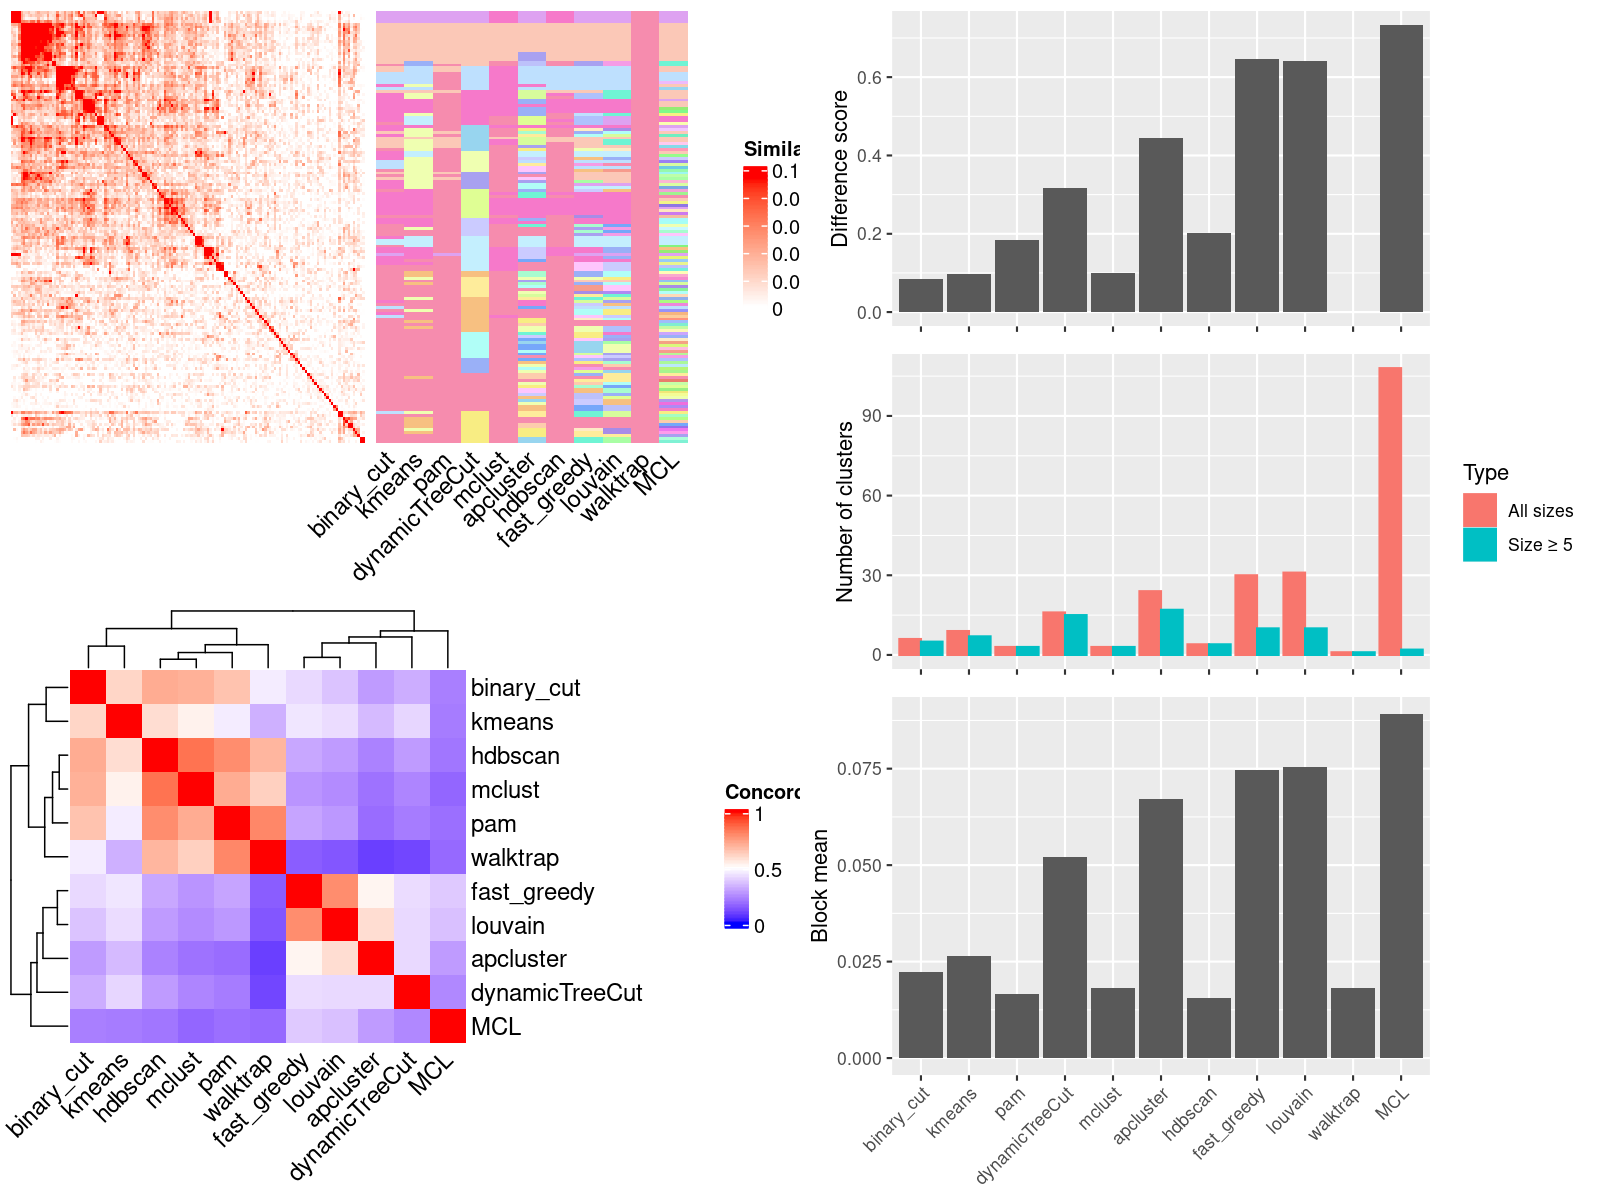 Simila
0.1
0.0
0.0
0.0
0.0
0
binary_cut
kmeans
pam
dynamicTreeCut
mclust
apcluster
hdbscan
fast_greedy
louvain
walktrap
MCL
binary_cut
kmeans
hdbscan
mclust
pam
walktrap
fast_greedy
louvain
apcluster
dynamicTreeCut
MCL
binary_cut
kmeans
hdbscan
mclust
pam
walktrap
fast_greedy
louvain
apcluster
dynamicTreeCut
MCL
Concord
1
0.5
0
Difference score
0.6
0.4
0.2
0.0
Number of clusters
90
60
30
0
Type
All sizes
Size ≥ 5
Block mean
0.075
0.050
0.025
0.000
binary_cut
kmeans
pam
dynamicTreeCut
mclust
apcluster
hdbscan
fast_greedy
louvain
walktrap
MCL